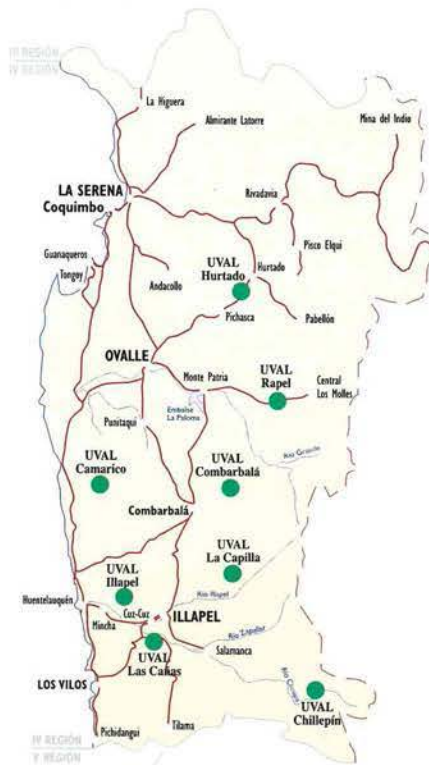 III REGIÓN
IV REGIÓN
La Higuera
Almirante Latorre
Mina del Indio
LA SERENA
Coquimbo
Rivadavia
Guanaqueros
Tongoy
Andacollo
UVAL
Hurtado
Hurtado
Pisco Elqui
Pichasca
Pabellón
OVALLE
Monte Patria
UVAL
Rapel
Central
Los Molles
Embalse
La Paloma
Punitaqui
Río Grande
UVAL
Camarico
UVAL
Combarbalá
Combarbalá
UVAL
La Capilla
UVAL
Illapel
Huentelauquén
Cuz-Cuz
Mincha
ILLAPEL
Río Illapel
UVAL
Las Cañas
Salamanca
LOS VILOS
UVAL
Chillepín
Pichidangui
Tilama
IV REGIÓN
V REGIÓN